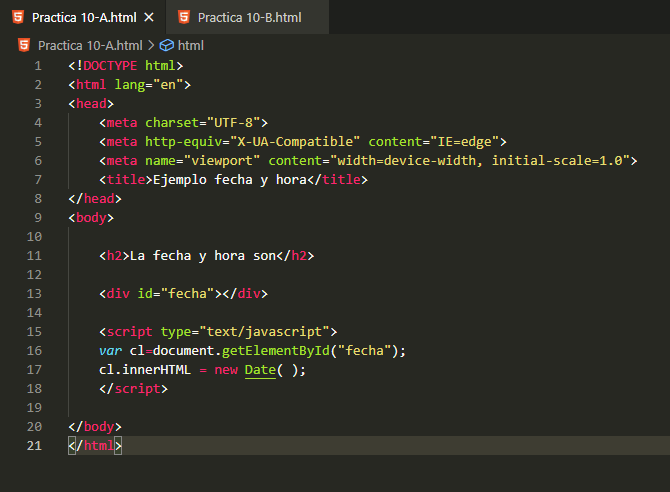 Practica 10-A.html × Practica 10-B.html
Practica 10-A.html > html
1 <!DOCTYPE html>
2 <html lang="en">
3 <head>
4 <meta charset="UTF-8">
5 <meta http-equiv="X-UA-Compatible" content="IE=edge">
6 <meta name="viewport" content="width=device-width, initial-scale=1.0">
7 <title>Ejemplo fecha y hora</title>
8 </head>
9 <body>
10
11 <h2>La fecha y hora son</h2>
12
13 <div id="fecha"></div>
14
15 <script type="text/javascript">
16 var cl=document.getElementById("fecha");
17 cl.innerHTML = new Date( );
18 </script>
19
20 </body>
21 </html>